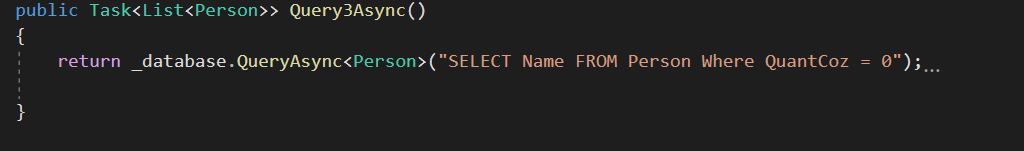 public Task<List<Person>> Query3Async()
{
return _database.QueryAsync<Person>("SELECT Name FROM Person Where QuantCoz = 0");...
}